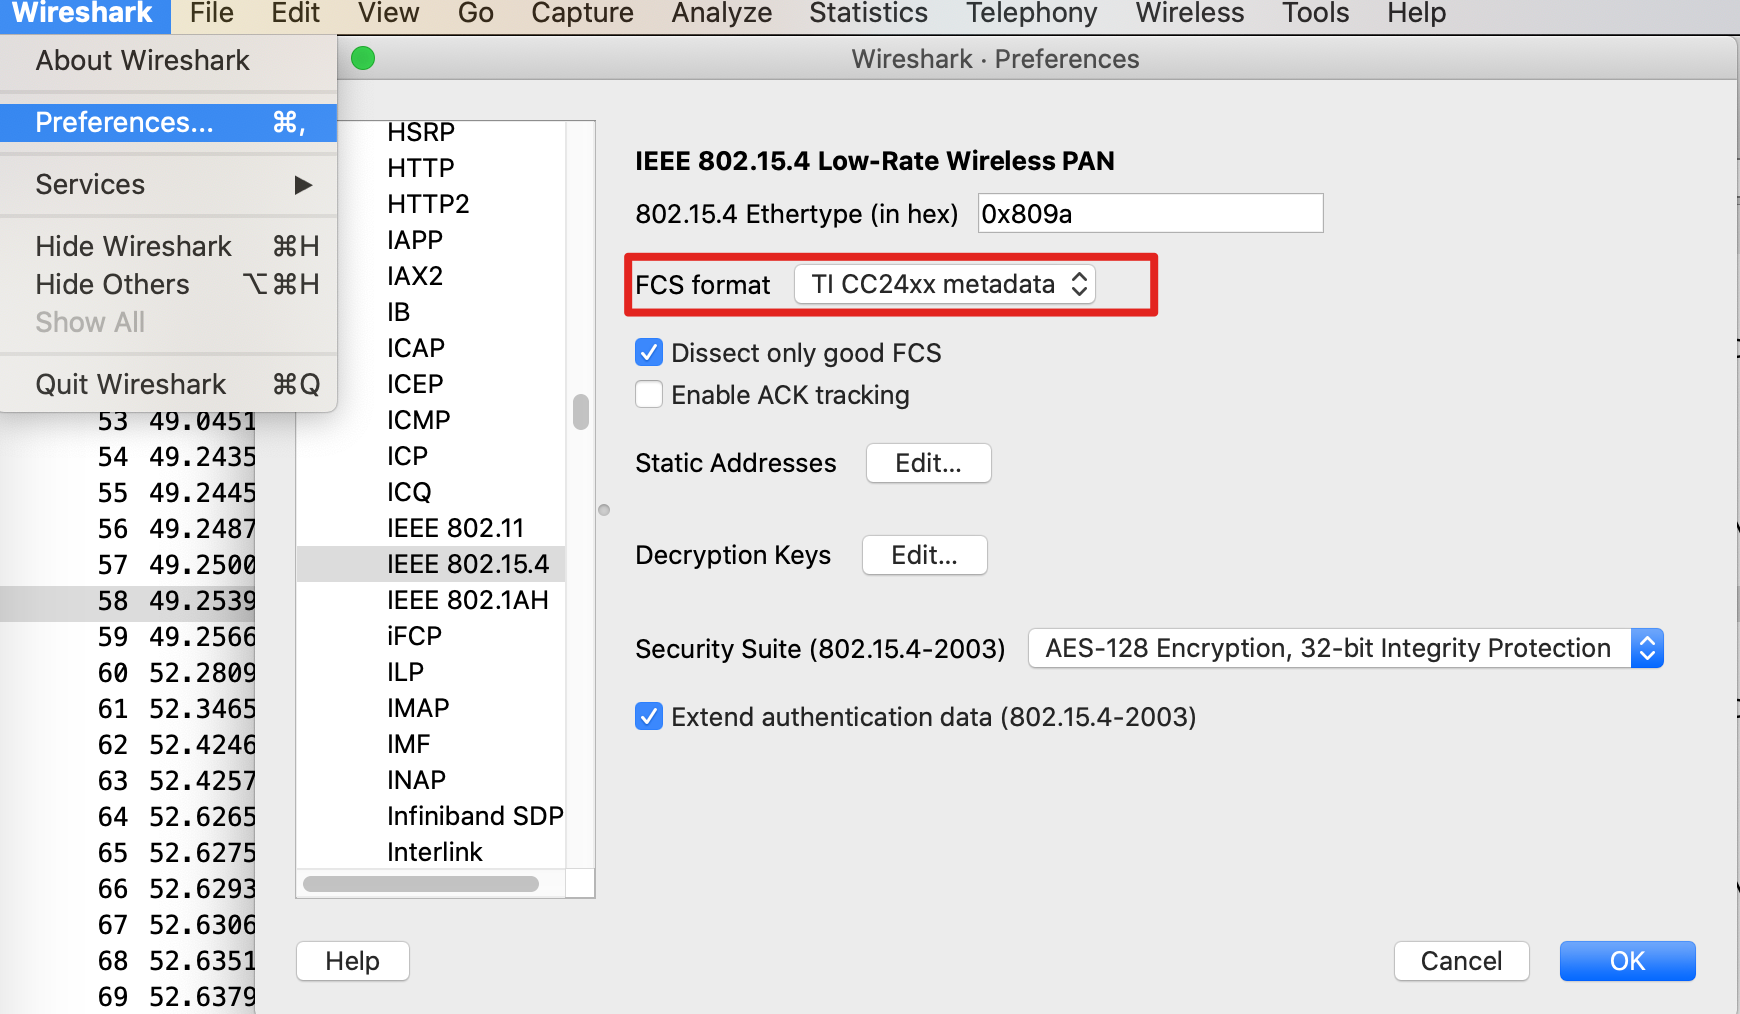 Wireshark File Edit View Go Capture Analyze Statistics Telephony Wireless Tools Help
About Wireshark
Preferences... ⌘,
Services ▶
Hide Wireshark ⌘H
Hide Others ⌥⌘H
Show All
Quit Wireshark ⌘Q
53 49.0451
54 49.2435
55 49.2445
56 49.2487
57 49.2500
58 49.2539
59 49.2566
60 52.2809
61 52.3465
62 52.4246
63 52.4257
64 52.6265
65 52.6275
66 52.6293
67 52.6306
68 52.6351
69 52.6379
Wireshark · Preferences
HSRP
HTTP
HTTP2
IAPP
IAX2
IB
ICAP
ICEP
ICMP
ICP
ICQ
IEEE 802.11
IEEE 802.15.4
IEEE 802.1AH
iFCP
ILP
IMAP
IMF
INAP
Infiniband SDP
Interlink
IEEE 802.15.4 Low-Rate Wireless PAN
802.15.4 Ethertype (in hex) 0x809a
FCS format TI CC24xx metadata
Dissect only good FCS
Enable ACK tracking
Static Addresses Edit...
Decryption Keys Edit...
Security Suite (802.15.4-2003) AES-128 Encryption, 32-bit Integrity Protection
Extend authentication data (802.15.4-2003)
Help Cancel OK